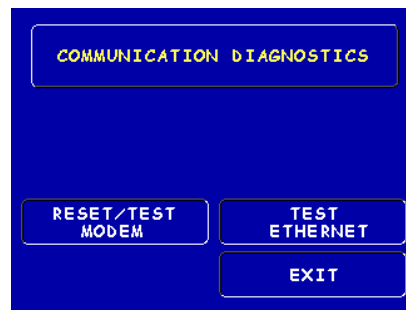 COMMUNICATION DIAGNOSTICS
RESET/TEST
MODEM
TEST
ETHERNET
EXIT